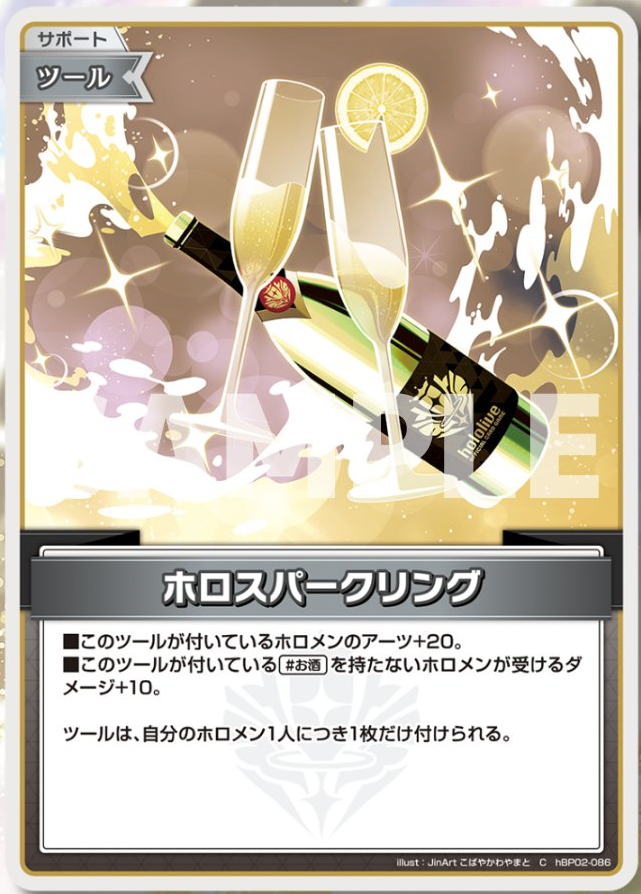 サポート
ツール
hololive
OFFICIAL CARD GAME
SAMPLE
ホロスパークリング
■このツールが付いているホロメンのアーツ+20。
■このツールが付いている #お酒 を持たないホロメンが受けるダ
メージ+10。
ツールは、自分のホロメン1人につき1枚だけ付けられる。
illust : JinArt こばやかわやまと C hBP02-086